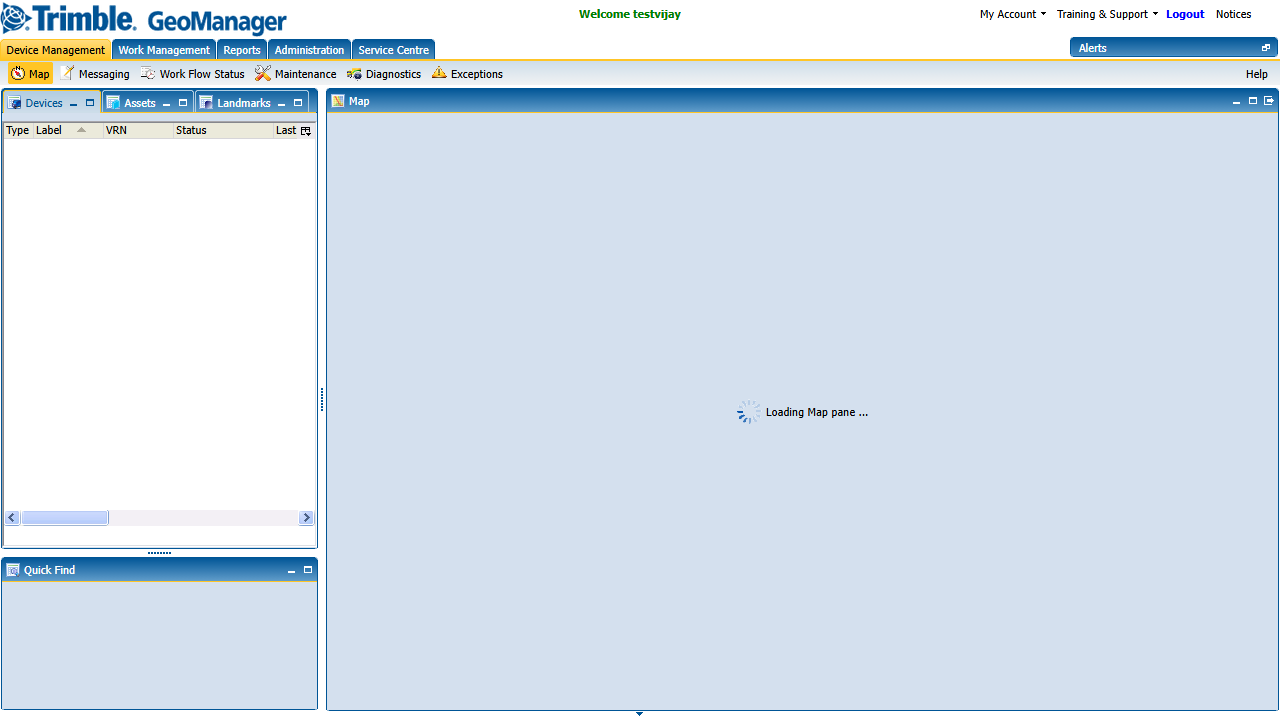 Trimble. GeoManager
Welcome testvijay
My Account Training & Support Logout Notices
Device Management Work Management Reports Administration Service Centre
Alerts
Map Messaging Work Flow Status Maintenance Diagnostics Exceptions Help
Devices Assets Landmarks
Map
Type Label VRN Status Last
Loading Map pane ...
Quick Find